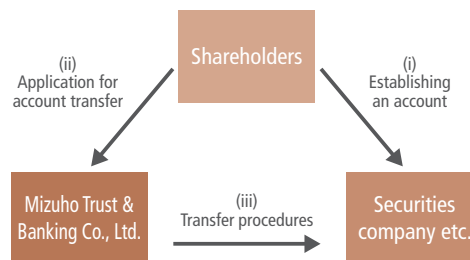 Shareholders
(ii)
Application for
account transfer
(i)
Establishing
an account
Mizuho Trust &
Banking Co., Ltd.
(iii)
Transfer procedures
Securities
company etc.